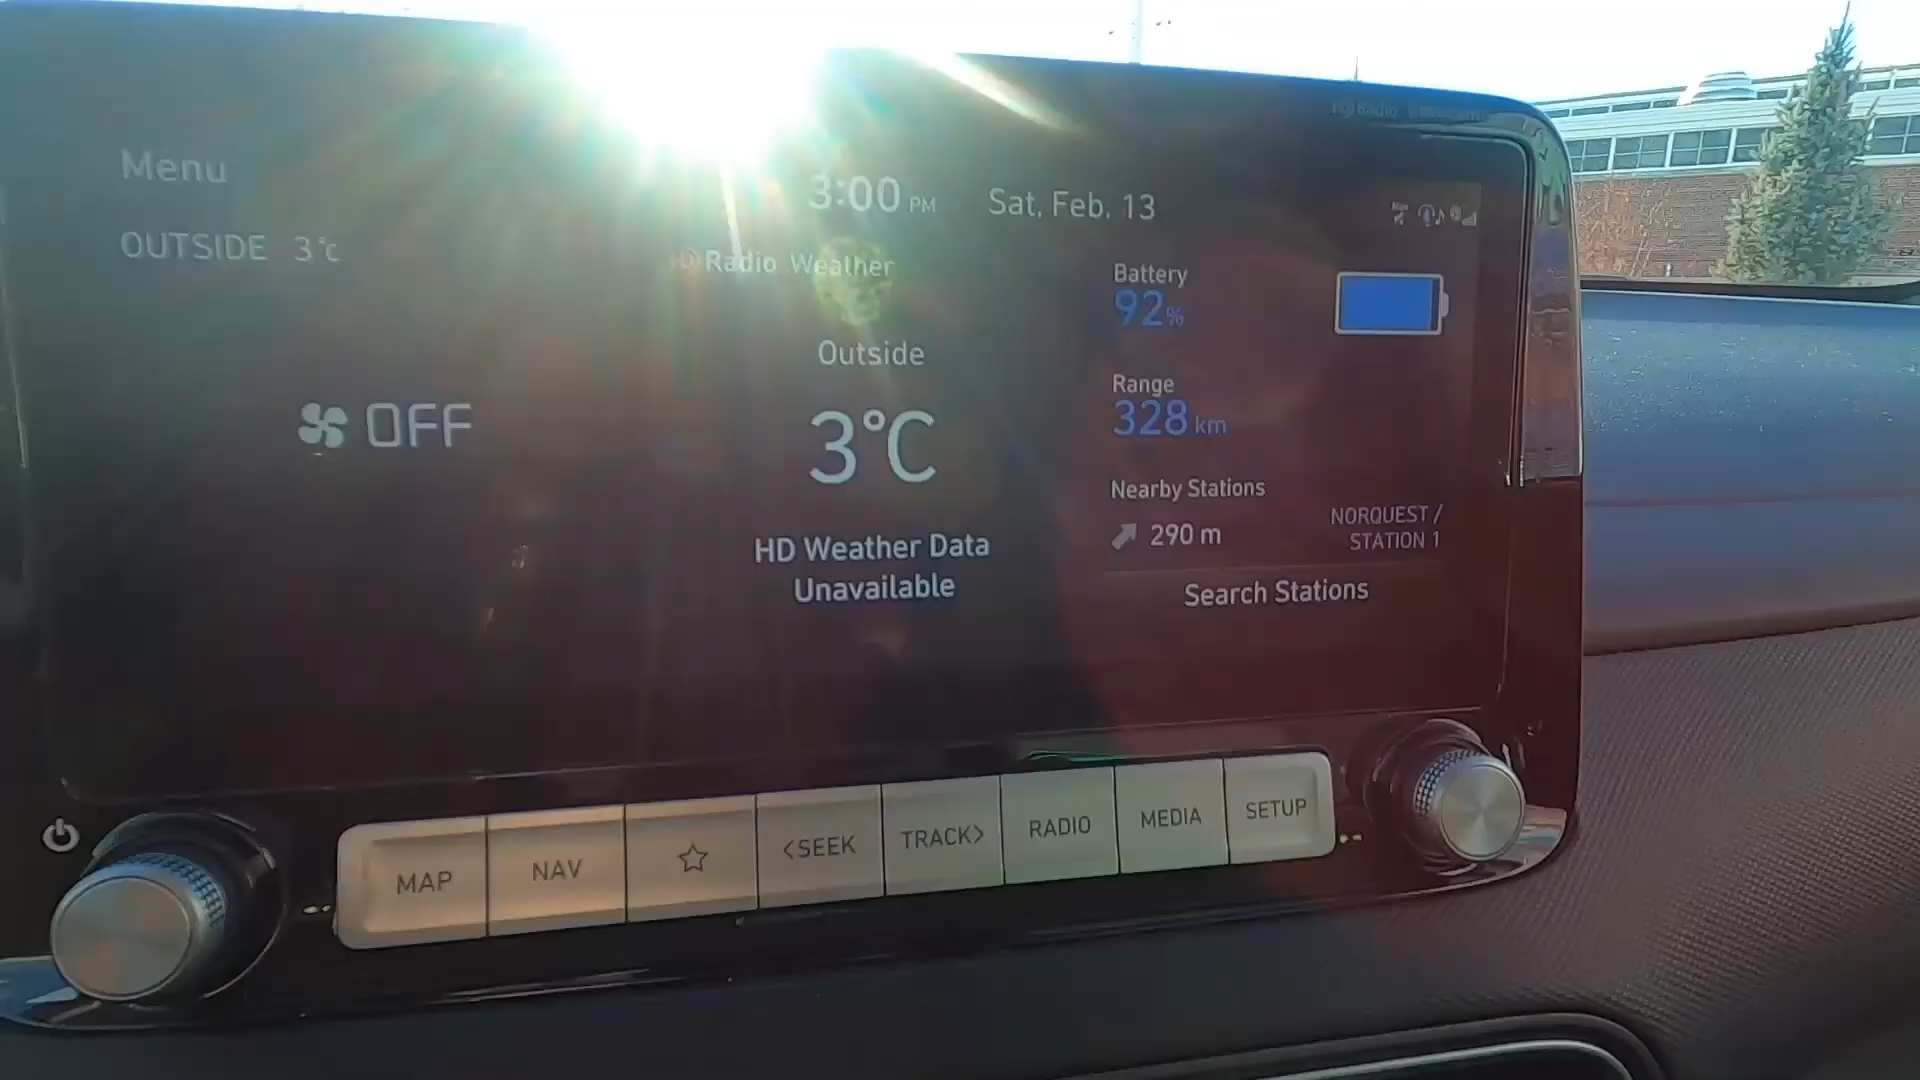 Menu
3:00 PM
Sat, Feb. 13
OUTSIDE 3°c
Radio Weather
Outside
3°C
HD Weather Data
Unavailable
OFF
Battery
92%
Range
328 km
Nearby Stations
290 m
NORQUEST /
STATION 1
Search Stations
MAP
NAV
<SEEK
TRACK>
RADIO
MEDIA
SETUP